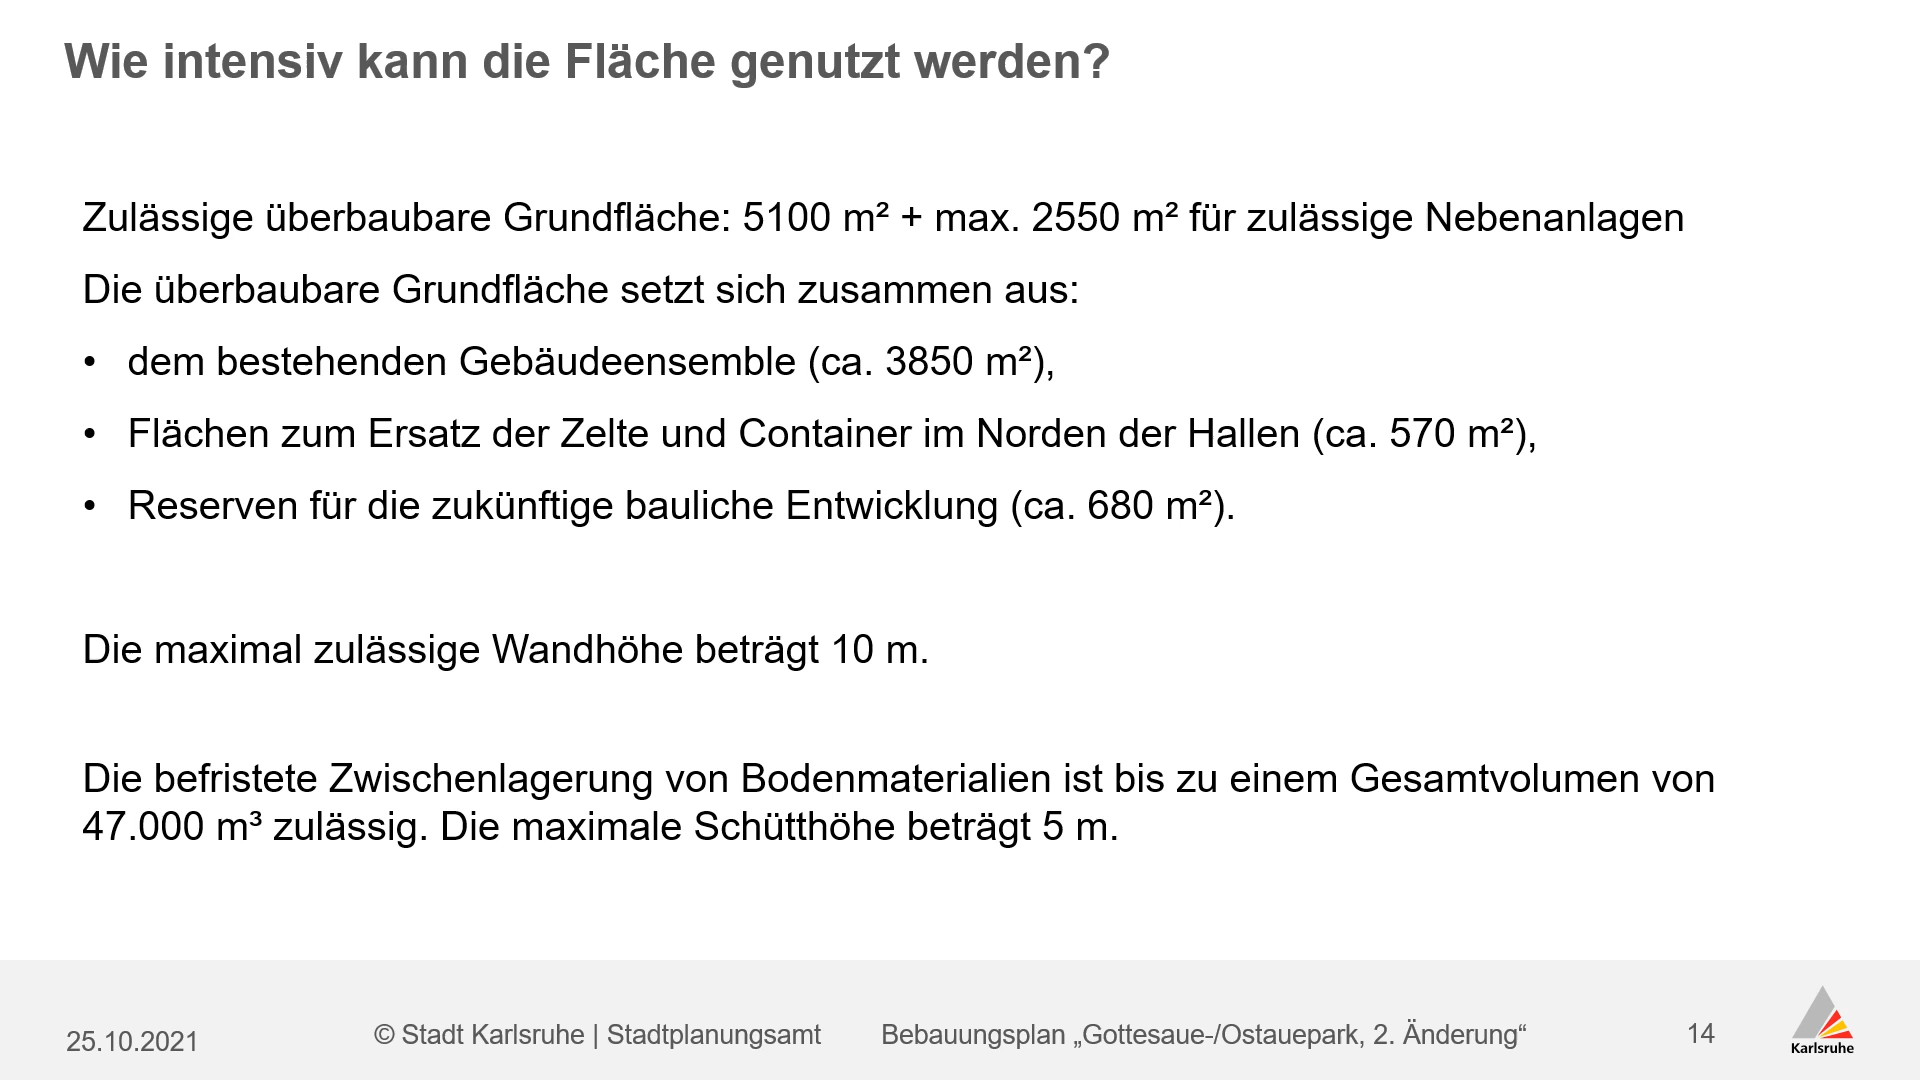 Wie intensiv kann die Fläche genutzt werden?
Zulässige überbaubare Grundfläche: 5100 m² + max. 2550 m² für zulässige Nebenanlagen
Die überbaubare Grundfläche setzt sich zusammen aus:
• dem bestehenden Gebäudeensemble (ca. 3850 m²),
• Flächen zum Ersatz der Zelte und Container im Norden der Hallen (ca. 570 m²),
• Reserven für die zukünftige bauliche Entwicklung (ca. 680 m²).
Die maximal zulässige Wandhöhe beträgt 10 m.
Die befristete Zwischenlagerung von Bodenmaterialien ist bis zu einem Gesamtvolumen von
47.000 m³ zulässig. Die maximale Schütthöhe beträgt 5 m.
25.10.2021
© Stadt Karlsruhe | Stadtplanungsamt
Bebauungsplan „Gottesaue-/Ostauepark, 2. Änderung“
14
Karlsruhe